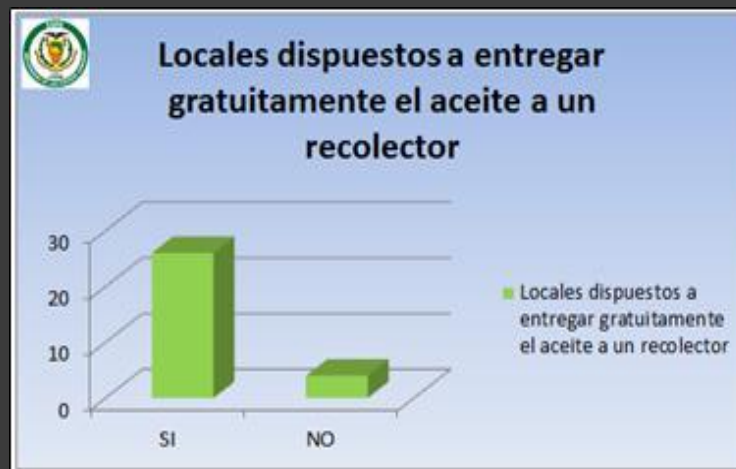 Locales dispuestos a entregar
gratuitamente el aceite a un
recolector
30
20
10
0
SI
NO
Locales dispuestos a
entregar gratuitamente
el aceite a un recolector